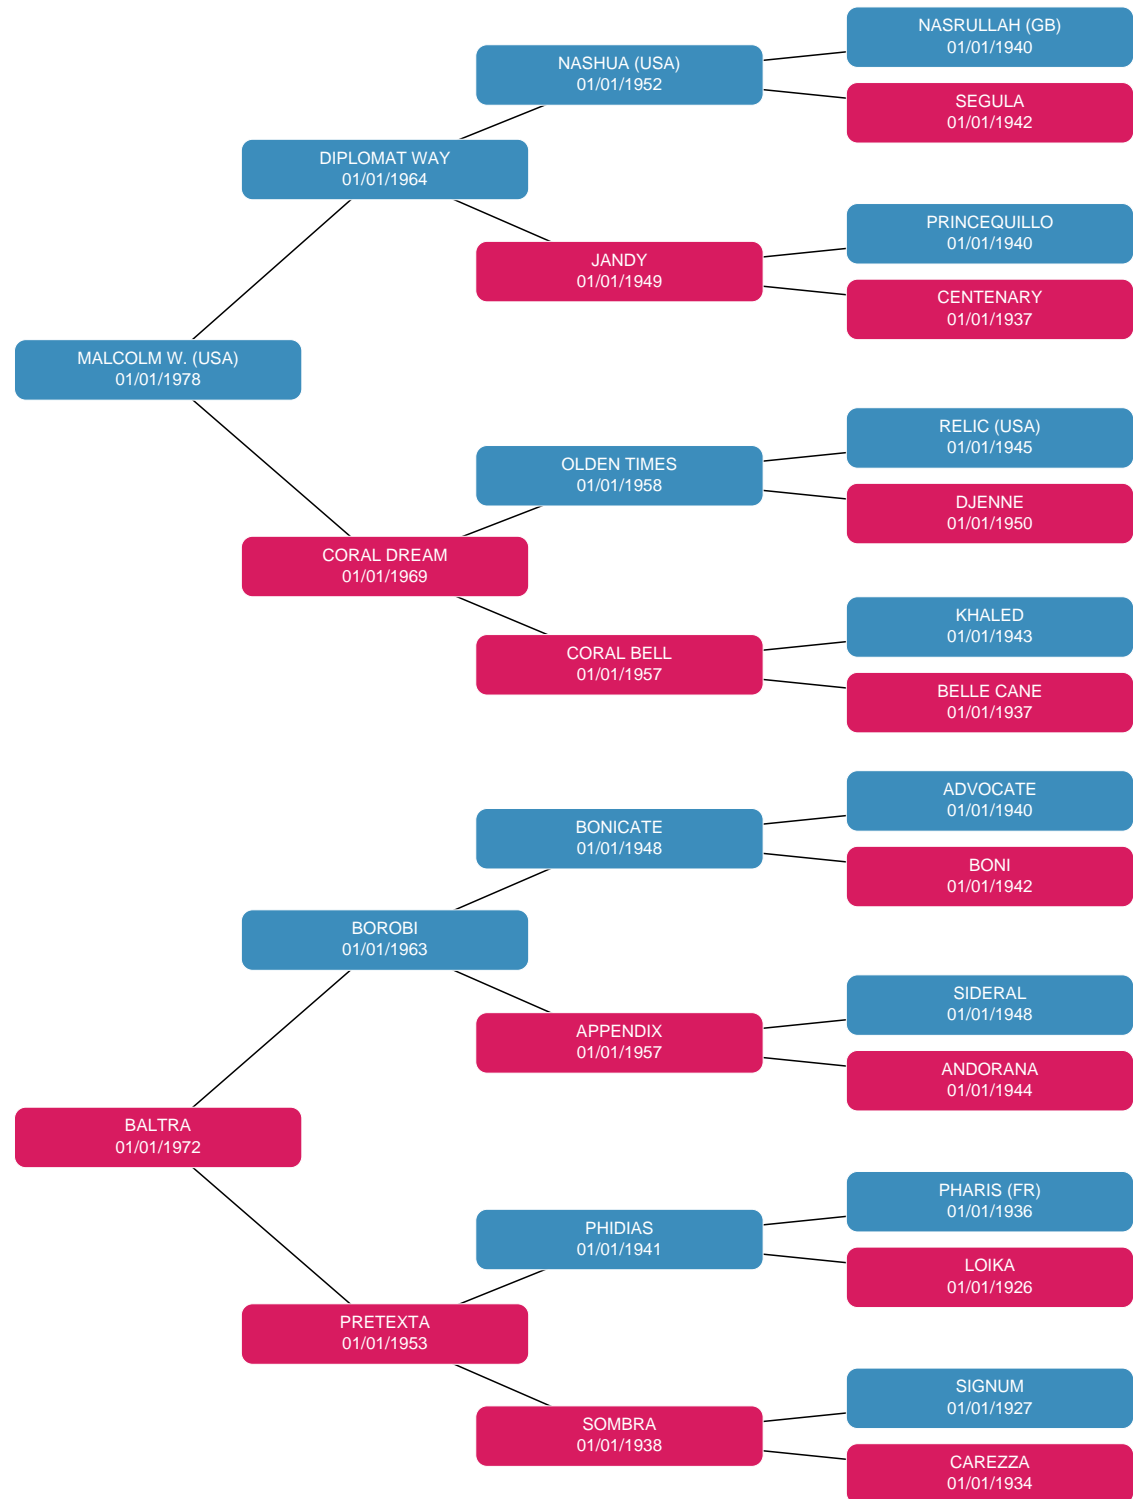 NASRULLAH (GB)
01/01/1940
NASHUA (USA)
01/01/1952
SEGULA
01/01/1942
DIPLOMAT WAY
01/01/1964
PRINCEQUILLO
01/01/1940
JANDY
01/01/1949
CENTENARY
01/01/1937
MALCOLM W. (USA)
01/01/1978
RELIC (USA)
01/01/1945
OLDEN TIMES
01/01/1958
DJENNE
01/01/1950
CORAL DREAM
01/01/1969
KHALED
01/01/1943
CORAL BELL
01/01/1957
BELLE CANE
01/01/1937
ADVOCATE
01/01/1940
BONICATE
01/01/1948
BONI
01/01/1942
BOROBI
01/01/1963
SIDERAL
01/01/1948
APPENDIX
01/01/1957
ANDORANA
01/01/1944
BALTRA
01/01/1972
PHARIS (FR)
01/01/1936
PHIDIAS
01/01/1941
LOIKA
01/01/1926
PRETEXTA
01/01/1953
SIGNUM
01/01/1927
SOMBRA
01/01/1938
CAREZZA
01/01/1934